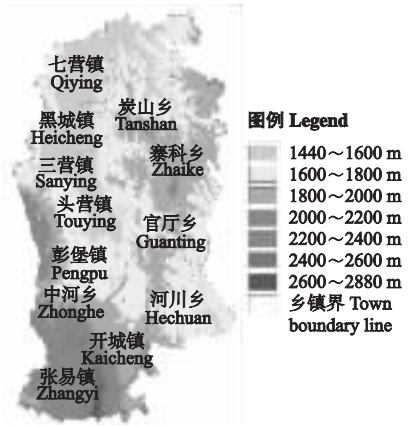 七营镇
Qiying
炭山乡
Tanshan
黑城镇
Heicheng
寨科乡
Zhaike
三营镇
Sanying
头营镇
Touying
官厅乡
Guanting
彭堡镇
Pengpu
中河乡
Zhonghe
河川乡
Hechuan
开城镇
Kaicheng
张易镇
Zhangyi
图例 Legend
1440～1600 m
1600～1800 m
1800～2000 m
2000～2200 m
2200～2400 m
2400～2600 m
2600～2880 m
乡镇界 Town
boundary line